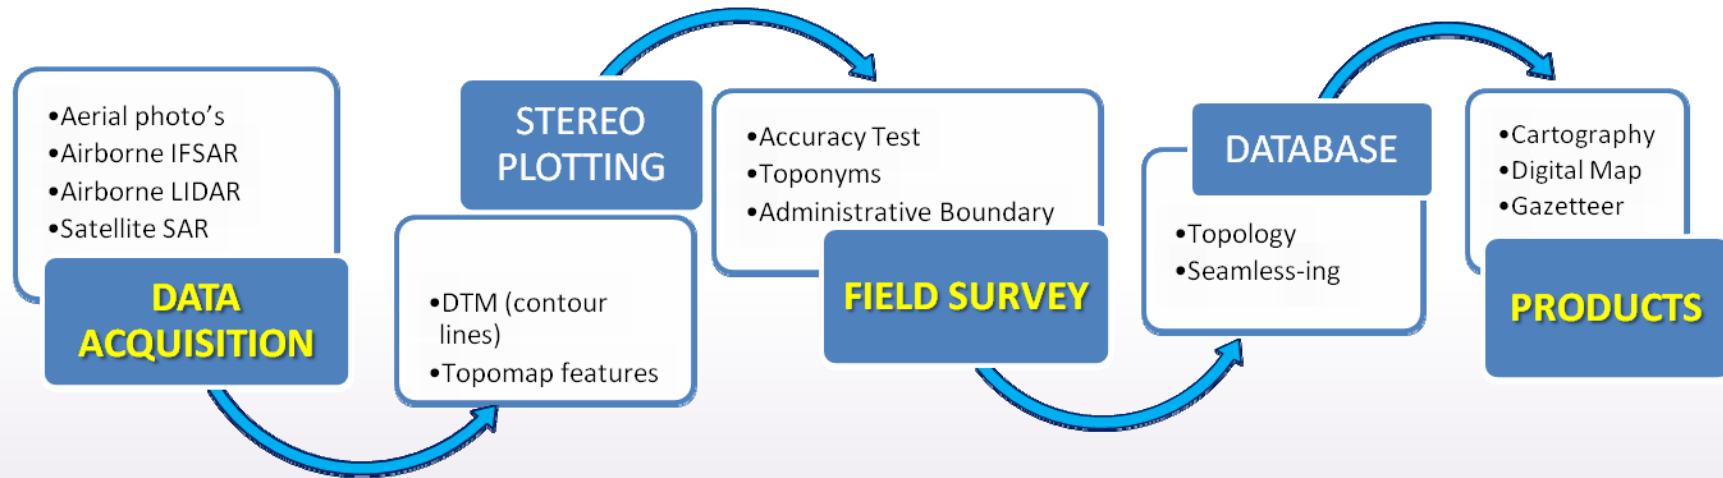 •Aerial photo's
•Airborne IFSAR
•Airborne LIDAR
•Satellite SAR
DATA
ACQUISITION
STEREO
PLOTTING
•DTM (contour
lines)
•Topomap features
•Accuracy Test
•Toponyms
•Administrative Boundary
FIELD SURVEY
DATABASE
•Topology
•Seamless-ing
•Cartography
•Digital Map
•Gazetteer
PRODUCTS